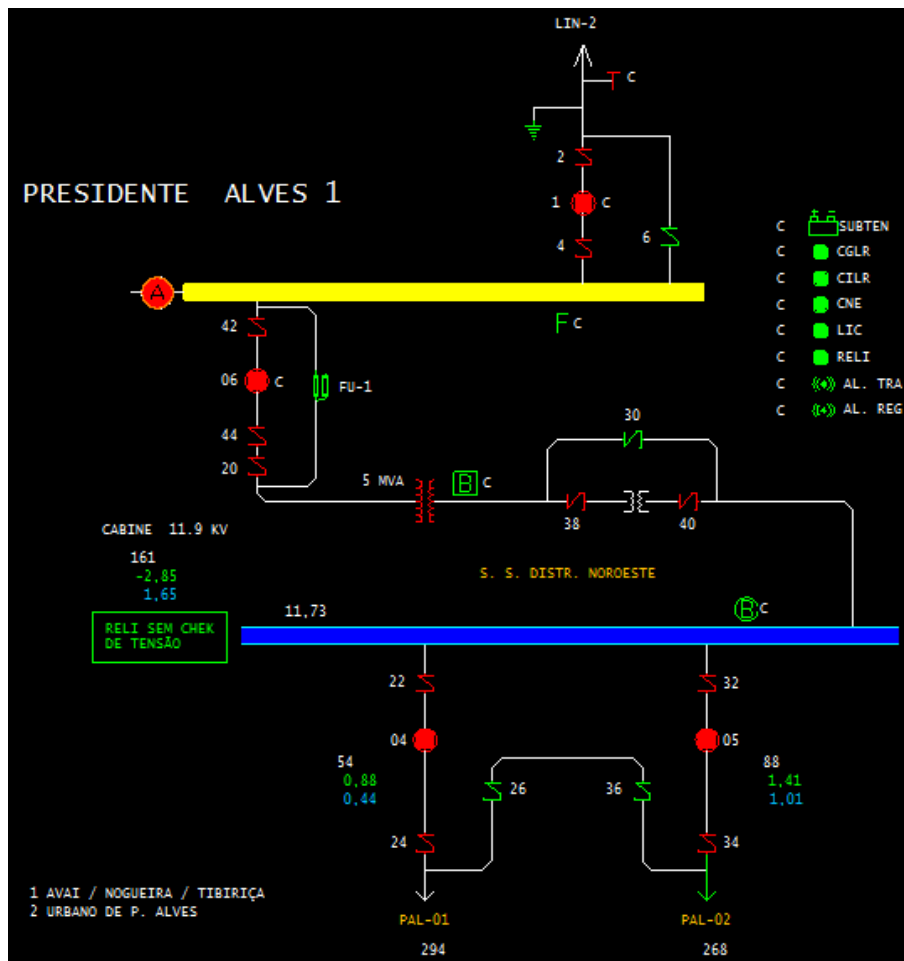 LIN-2
C
2
PRESIDENTE ALVES 1
1 C
4
6
C SUBTEN
C CGLR
C CILR
C CNE
C LIC
C RELI
C AL. TRA
C AL. REG
A
F C
42
06 C
FU-1
44
20
30
5 MVA
B C
38
40
CABINE 11.9 KV
161
-2,85
1,65
S. S. DISTR. NOROESTE
RELI SEM CHEK
DE TENSÃO
11,73
B C
22
32
04
05
54
0,88
0,44
26
36
88
1,41
1,01
24
34
1 AVAI / NOGUEIRA / TIBIRIÇA
2 URBANO DE P. ALVES
PAL-01
294
PAL-02
268